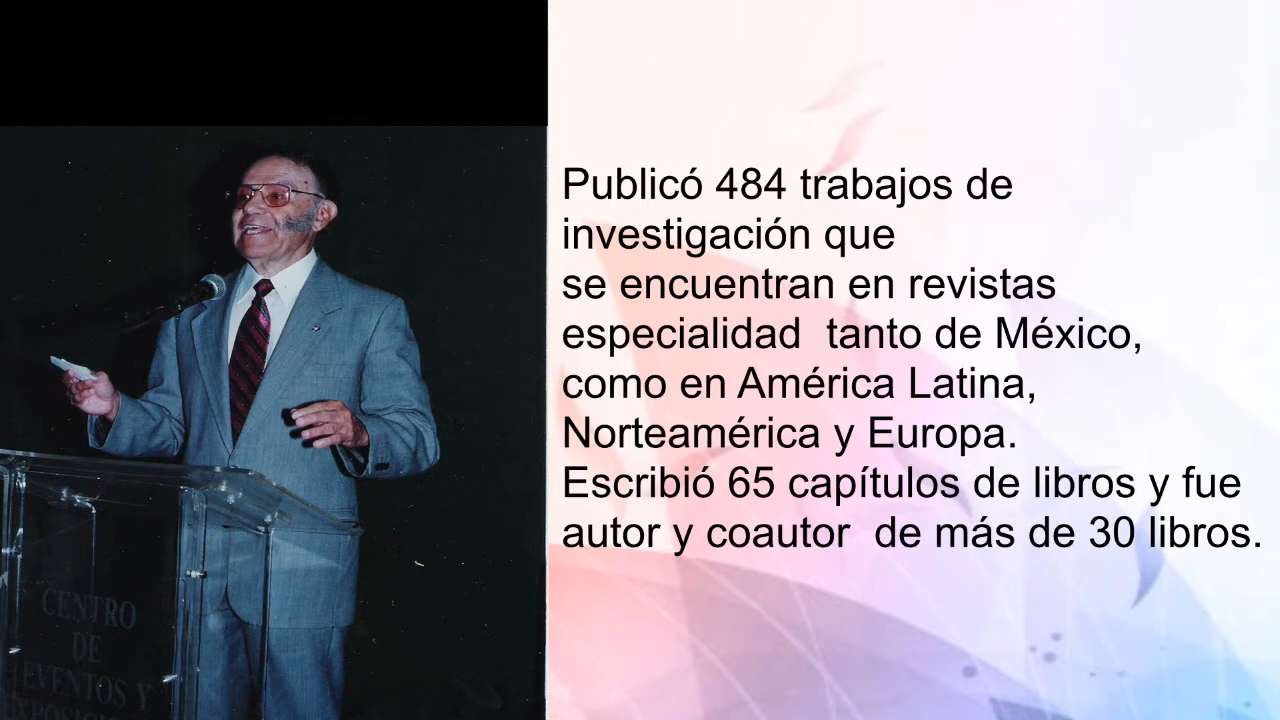 Publicó 484 trabajos de
investigación que
se encuentran en revistas
especialidad  tanto de México,
como en América Latina,
Norteamérica y Europa.
Escribió 65 capítulos de libros y fue
autor y coautor  de más de 30 libros.
CENTRO
DE
EVENTOS Y